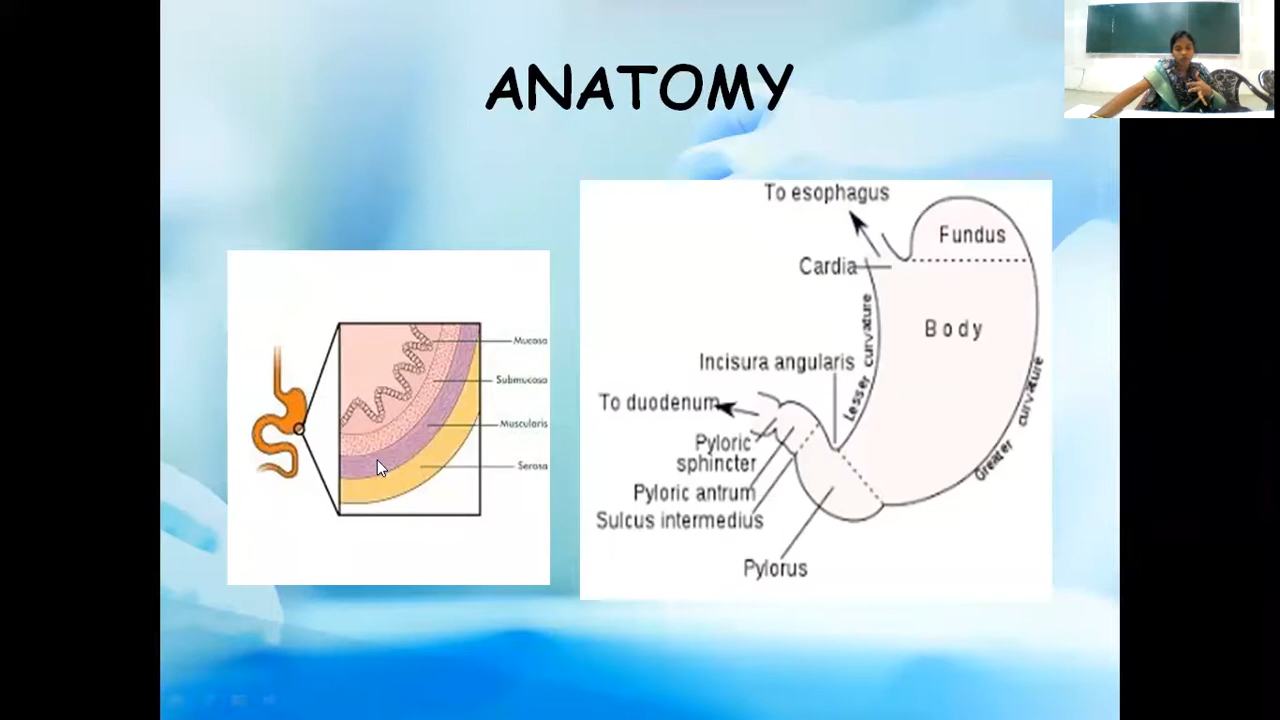 ANATOMY
Mucosa
Submucosa
Muscularis
Serosa
To esophagus
Fundus
Cardia
Lesser curvature
Body
Incisura angularis
Greater curvature
To duodenum
Pyloric
sphincter
Pyloric antrum
Sulcus intermedius
Pylorus